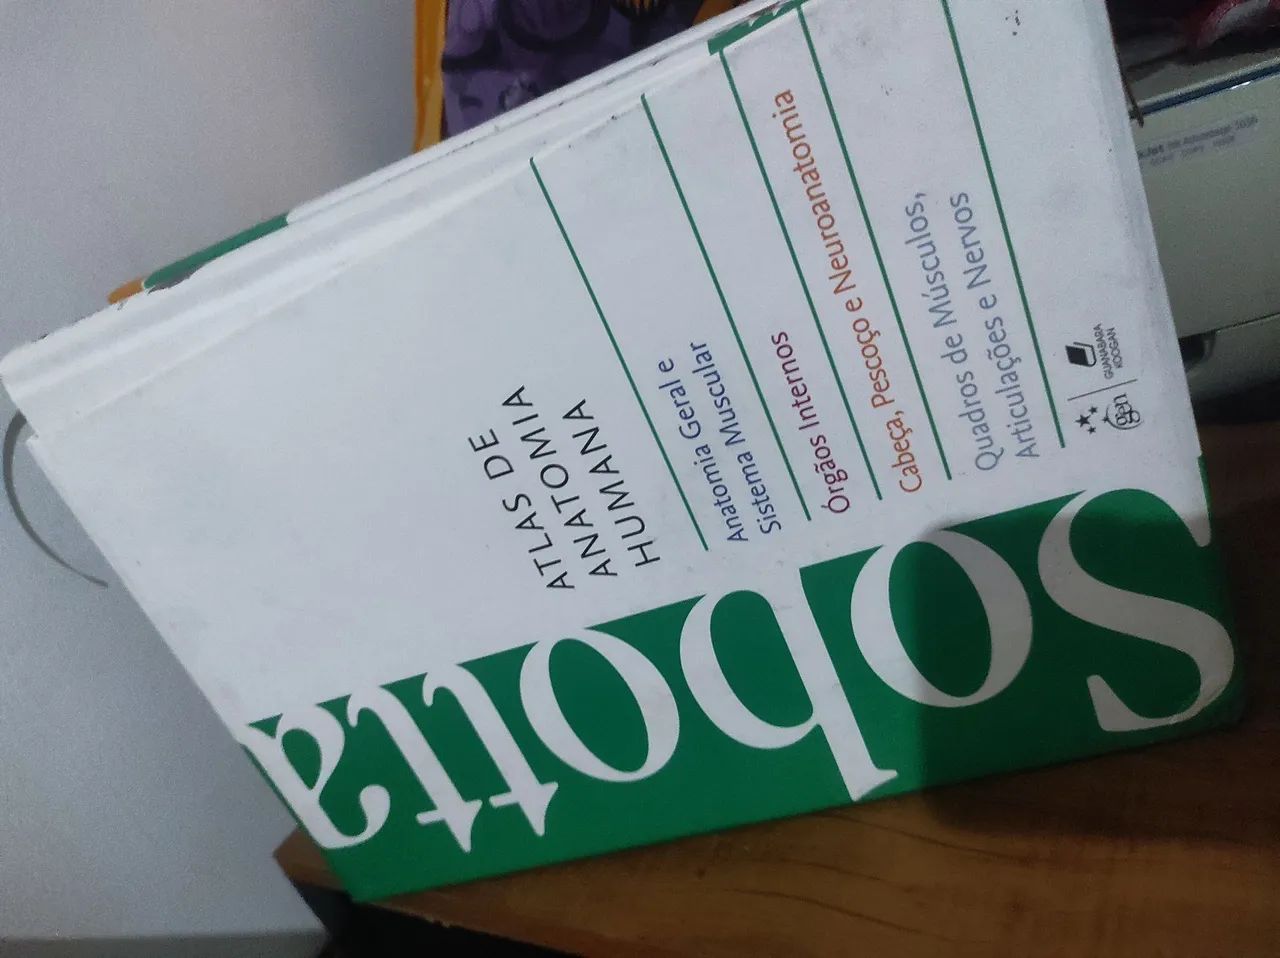 Sobotta
ATLAS DE
ANATOMIA
HUMANA
Anatomia Geral e
Sistema Muscular
Órgãos Internos
Cabeça, Pescoço e Neuroanatomia
Quadros de Músculos,
Articulações e Nervos
gen
GUANABARA
KOOGAN